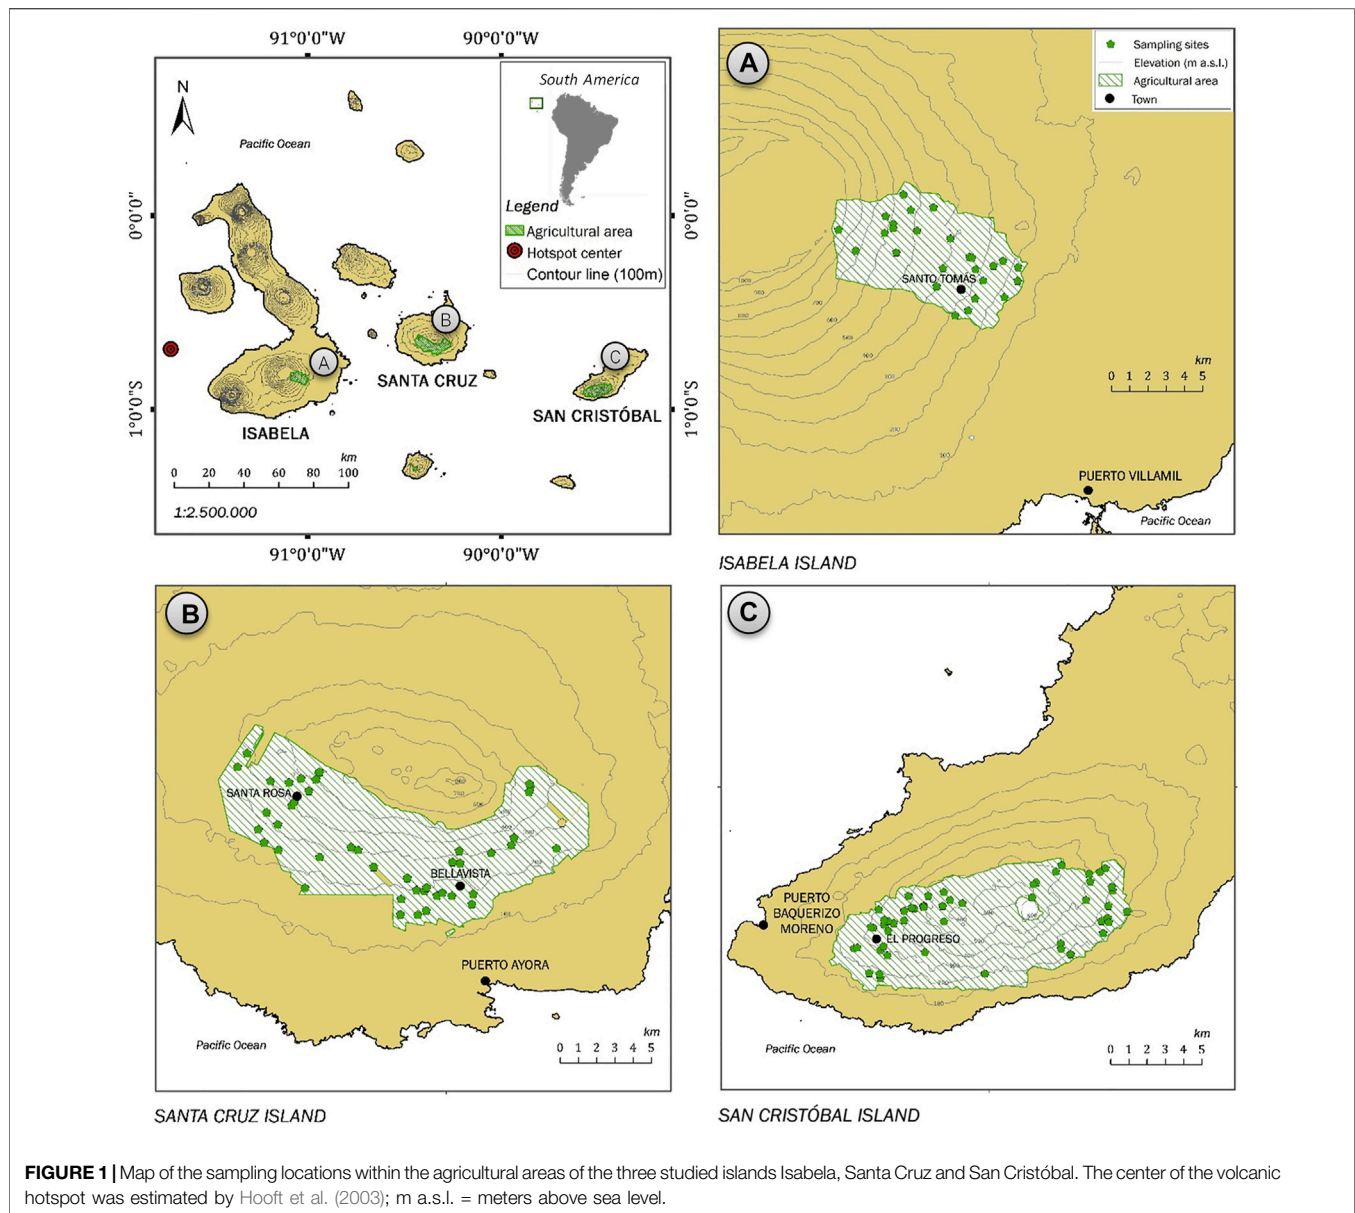 91°0'0"W 90°0'0"W
N
Pacific Ocean
South America
Legend
Agricultural area
Hotspot center
Contour line (100m)
0°0'0"
0°0'0"
1°0'0"S
1°0'0"S
A
B
C
SANTA CRUZ
SAN CRISTÓBAL
ISABELA
km
0 20 40 60 80 100
1:2.500.000
91°0'0"W 90°0'0"W
A
Sampling sites
Elevation (m a.s.l.)
Agricultural area
Town
SANTO TOMÁS
km
0 1 2 3 4 5
PUERTO VILLAMIL
Pacific Ocean
ISABELA ISLAND
B
SANTA ROSA
BELLAVISTA
PUERTO AYORA
Pacific Ocean
km
0 1 2 3 4 5
SANTA CRUZ ISLAND
C
PUERTO
BAQUERIZO
MORENO
EL PROGRESO
Pacific Ocean
km
0 1 2 3 4 5
SAN CRISTÓBAL ISLAND
FIGURE 1 | Map of the sampling locations within the agricultural areas of the three studied islands Isabela, Santa Cruz and San Cristóbal. The center of the volcanic
hotspot was estimated by Hooft et al. (2003); m a.s.l. = meters above sea level.